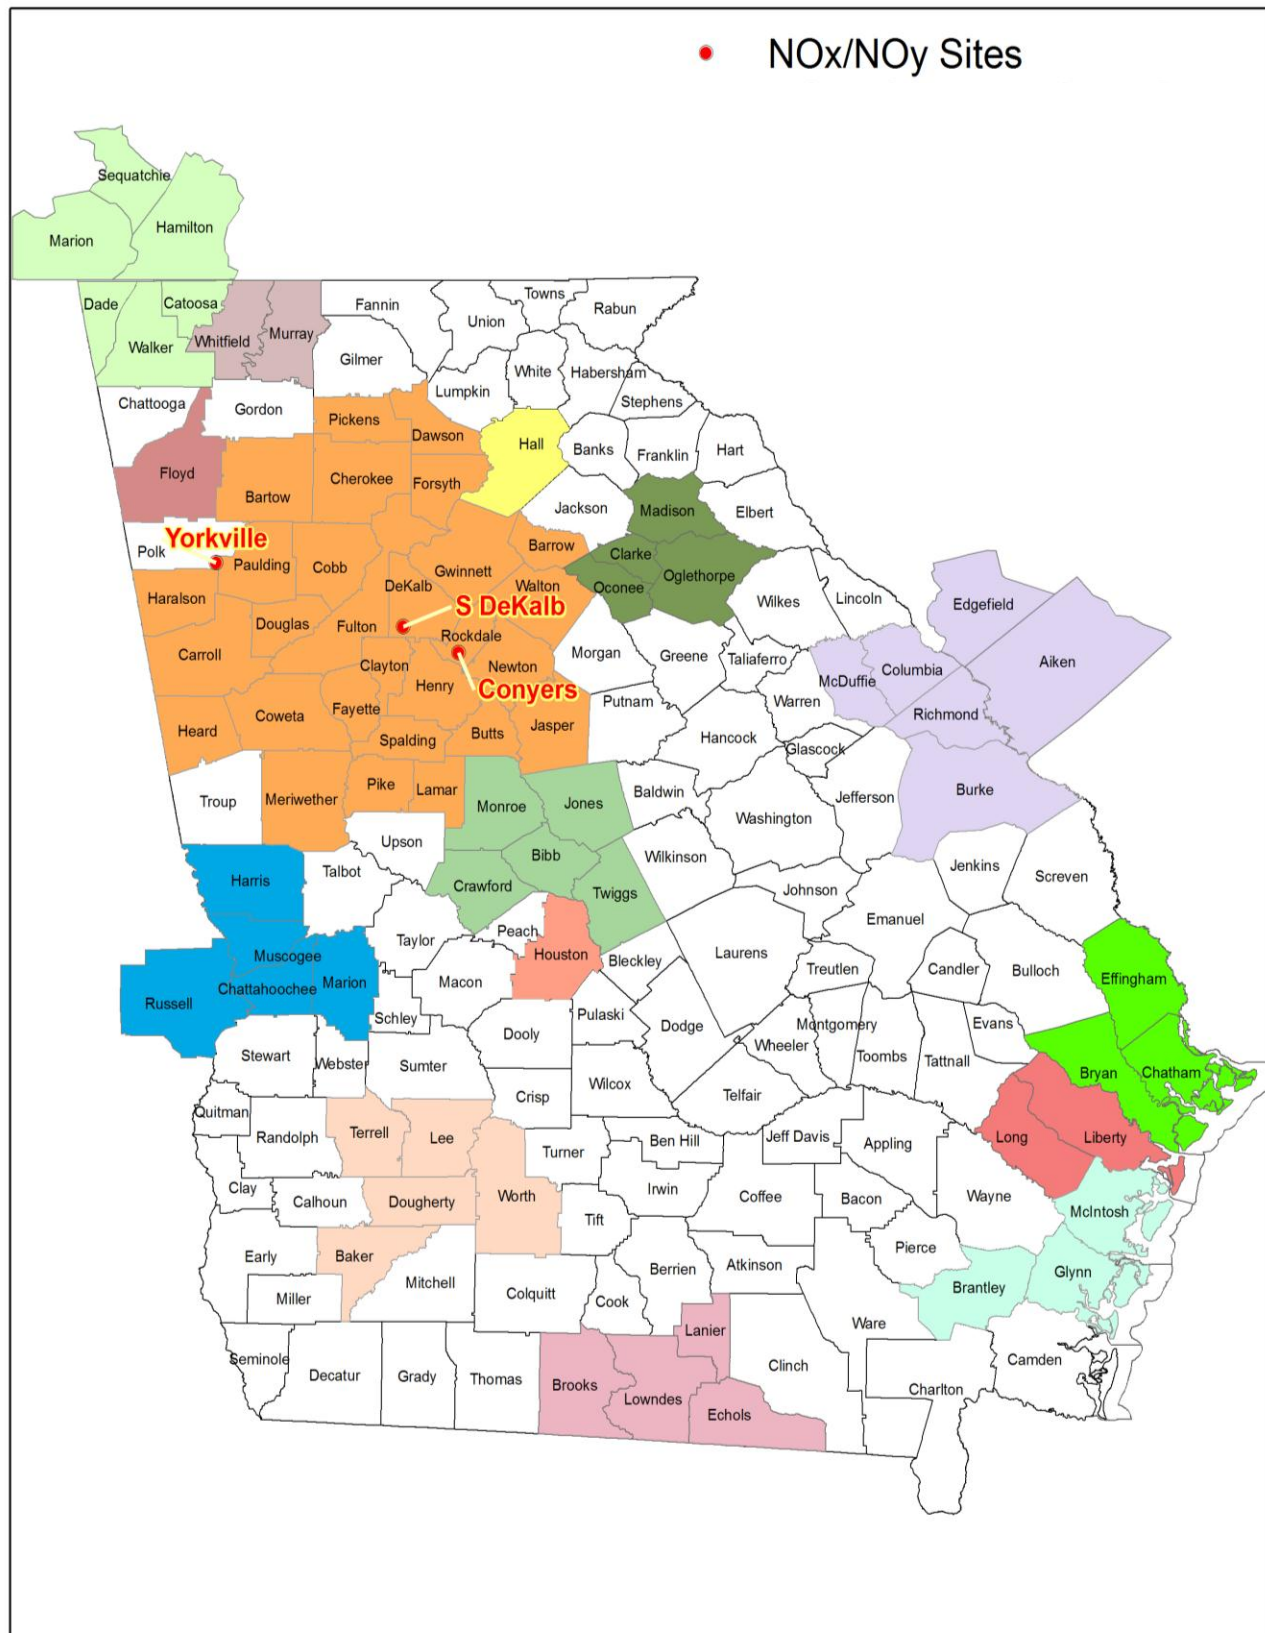 NOx/NOy Sites
Sequatchie
Marion
Hamilton
Dade
Catoosa
Walker
Whitfield
Murray
Fannin
Union
Towns
Rabun
Gilmer
White
Habersham
Lumpkin
Stephens
Chattooga
Gordon
Pickens
Dawson
Hall
Banks
Franklin
Hart
Floyd
Bartow
Cherokee
Forsyth
Jackson
Madison
Elbert
Yorkville
Polk
Paulding
Cobb
Gwinnett
Barrow
Clarke
Oglethorpe
Haralson
DeKalb
Walton
Oconee
Wilkes
Lincoln
Edgefield
S DeKalb
Douglas
Fulton
Rockdale
Carroll
Clayton
Newton
Morgan
Greene
Taliaferro
McDuffie
Columbia
Aiken
Henry
Conyers
Putnam
Warren
Richmond
Heard
Coweta
Fayette
Spalding
Butts
Jasper
Hancock
Glascock
Troup
Meriwether
Pike
Lamar
Monroe
Jones
Baldwin
Washington
Jefferson
Burke
Upson
Bibb
Wilkinson
Jenkins
Screven
Harris
Talbot
Crawford
Twiggs
Johnson
Emanuel
Muscogee
Taylor
Peach
Houston
Bleckley
Laurens
Treutlen
Candler
Bulloch
Effingham
Russell
Chattahoochee
Marion
Macon
Schley
Dooly
Pulaski
Dodge
Montgomery
Wheeler
Toombs
Tattnall
Evans
Bryan
Chatham
Stewart
Webster
Sumter
Crisp
Wilcox
Telfair
Quitman
Randolph
Terrell
Lee
Turner
Ben Hill
Jeff Davis
Appling
Long
Liberty
Clay
Calhoun
Dougherty
Worth
Tift
Irwin
Coffee
Bacon
Wayne
McIntosh
Early
Baker
Mitchell
Berrien
Atkinson
Pierce
Brantley
Glynn
Miller
Colquitt
Cook
Ware
Seminole
Decatur
Grady
Thomas
Brooks
Lanier
Lowndes
Echols
Clinch
Charlton
Camden